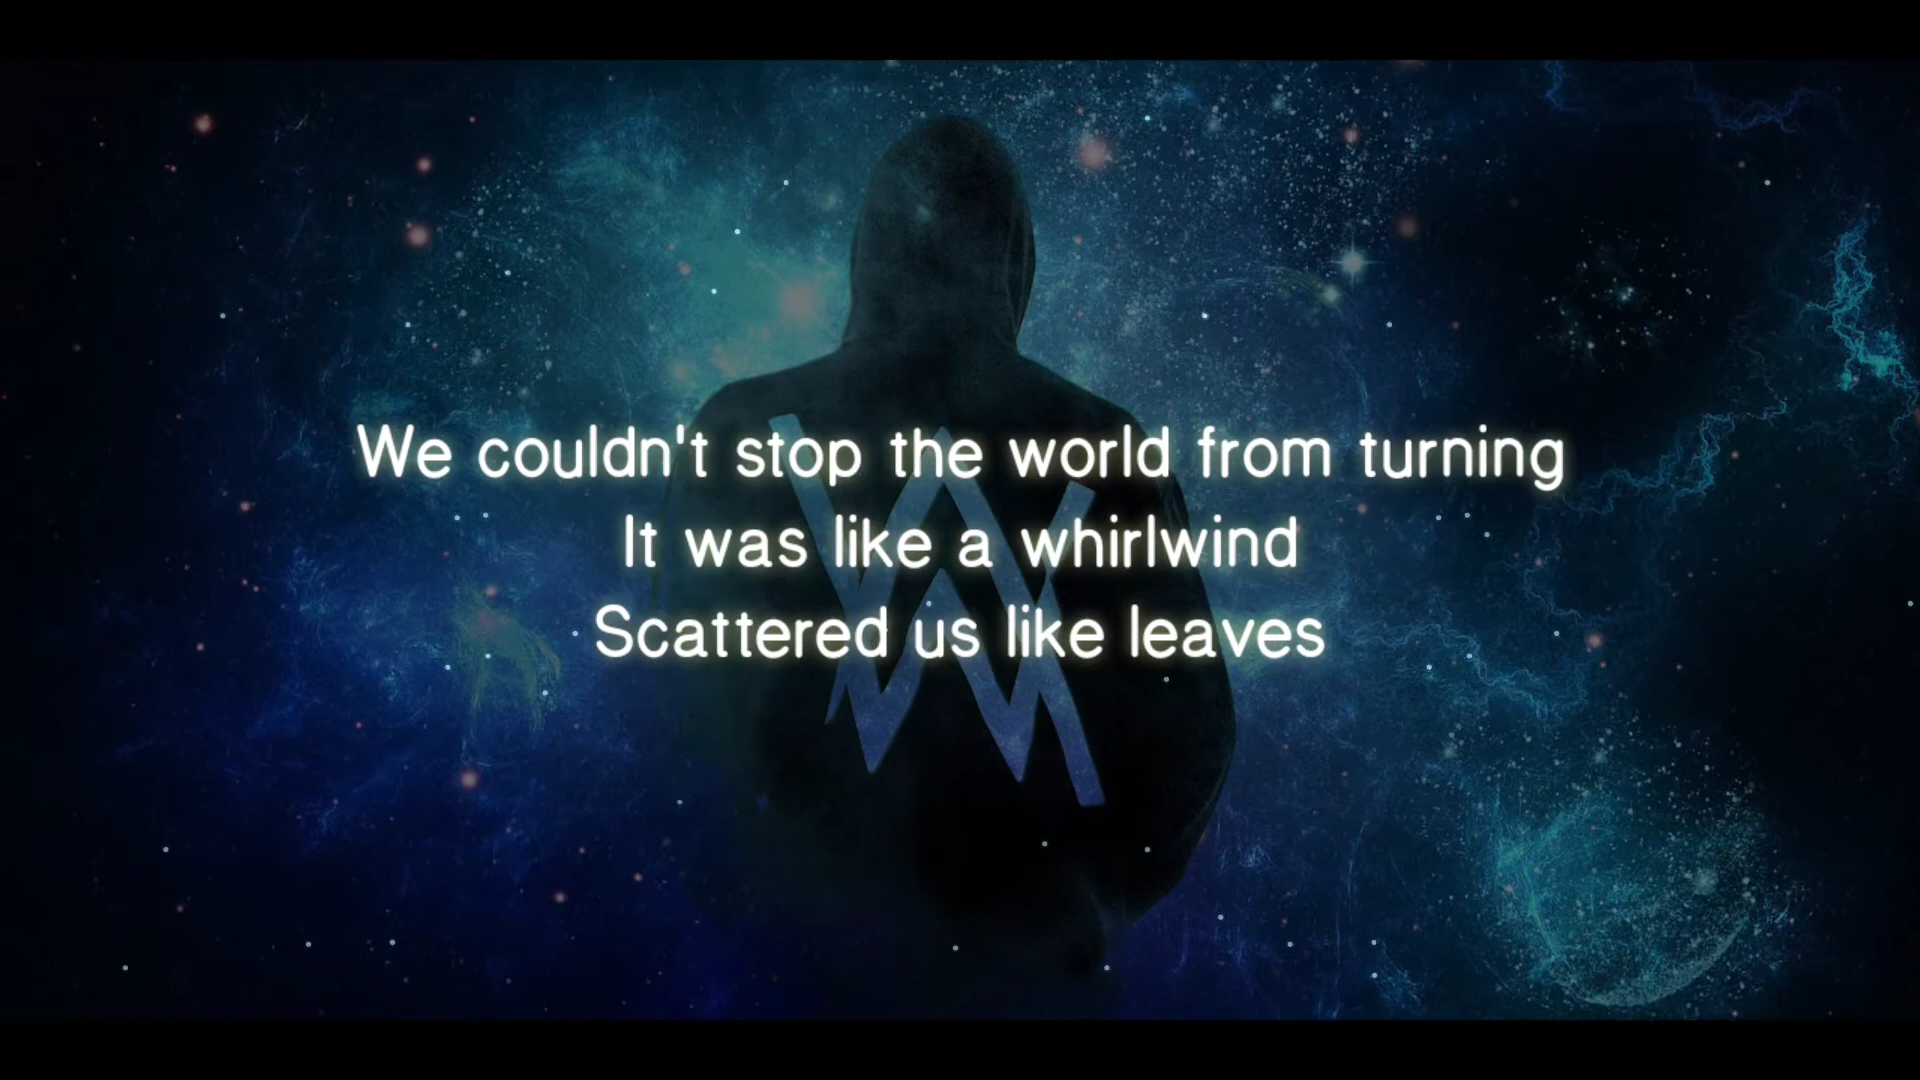 We couldn't stop the world from turning
It was like a whirlwind
Scattered us like leaves